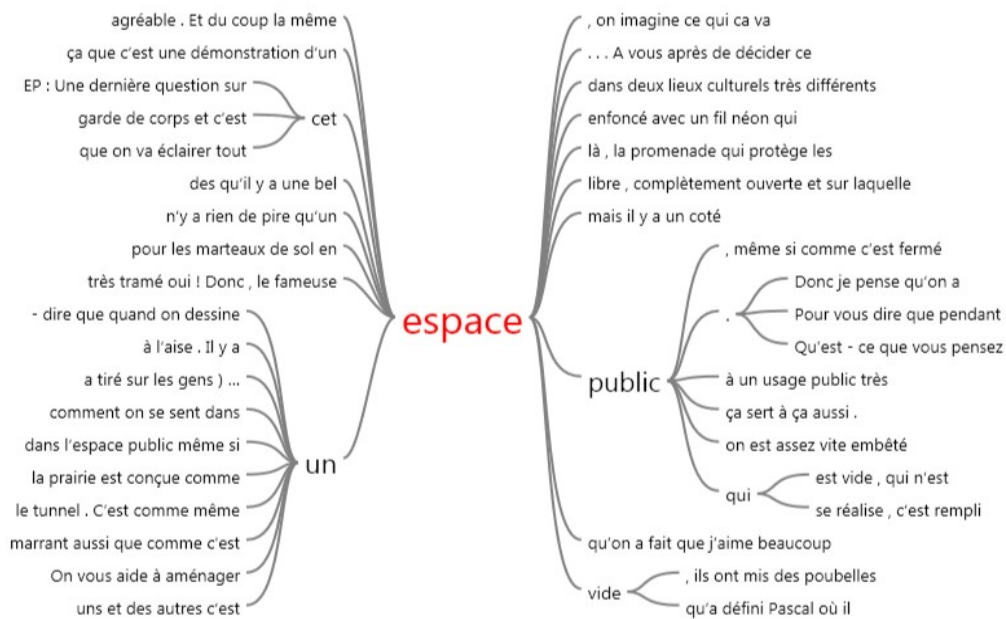 agréable . Et du coup la même
ça que c'est une démonstration d'un
EP : Une dernière question sur
garde de corps et c'est
que on va éclairer tout
cet
des qu'il y a une bel
n'y a rien de pire qu'un
pour les marteaux de sol en
très tramé oui ! Donc , le fameuse
- dire que quand on dessine
à l'aise . Il y a
a tiré sur les gens ) ...
comment on se sent dans
dans l'espace public même si
la prairie est conçue comme
le tunnel . C'est comme même
marrant aussi que comme c'est
On vous aide à aménager
uns et des autres c'est
un
espace
, on imagine ce qui ca va
. . . A vous après de décider ce
dans deux lieux culturels très différents
enfoncé avec un fil néon qui
là , la promenade qui protège les
libre , complètement ouverte et sur laquelle
mais il y a un coté
public
, même si comme c'est fermé
.
Donc je pense qu'on a
Pour vous dire que pendant
Qu'est - ce que vous pensez
à un usage public très
ça sert à ça aussi .
on est assez vite embêté
qui
est vide , qui n'est
se réalise , c'est rempli
qu'on a fait que j'aime beaucoup
vide
, ils ont mis des poubelles
qu'a défini Pascal où il